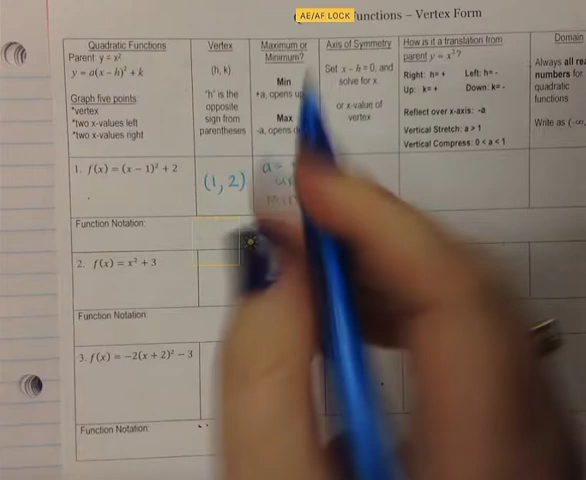 AE/AF LOCK
unctions – Vertex Form
Quadratic Functions
Parent: y = x²
y = a(x – h)² + k
Graph five points:
*vertex
*two x-values left
*two x-values right
Vertex
(h, k)
"h" is the
opposite
sign from
parentheses
Maximum or
Minimum?
Min
+a, opens up
Max
-a, opens
Axis of Symmetry
Set x – h = 0, and
solve for x.
or x-value of
vertex
How is it a translation from
parent y = x²?
Right: h= + Left: h= -
Up: k= + Down: k= -
Reflect over x-axis: -a
Vertical Stretch: a > 1
Vertical Compress: 0 < a < 1
Domain
Always all
numbers for
quadratic
functions
Write as
1. f(x) = (x – 1)² + 2
(1, 2)
a=
Function Notation:
2. f(x) = x² + 3
Function Notation:
3. f(x) = –2(x + 2)² – 3
Function Notation: